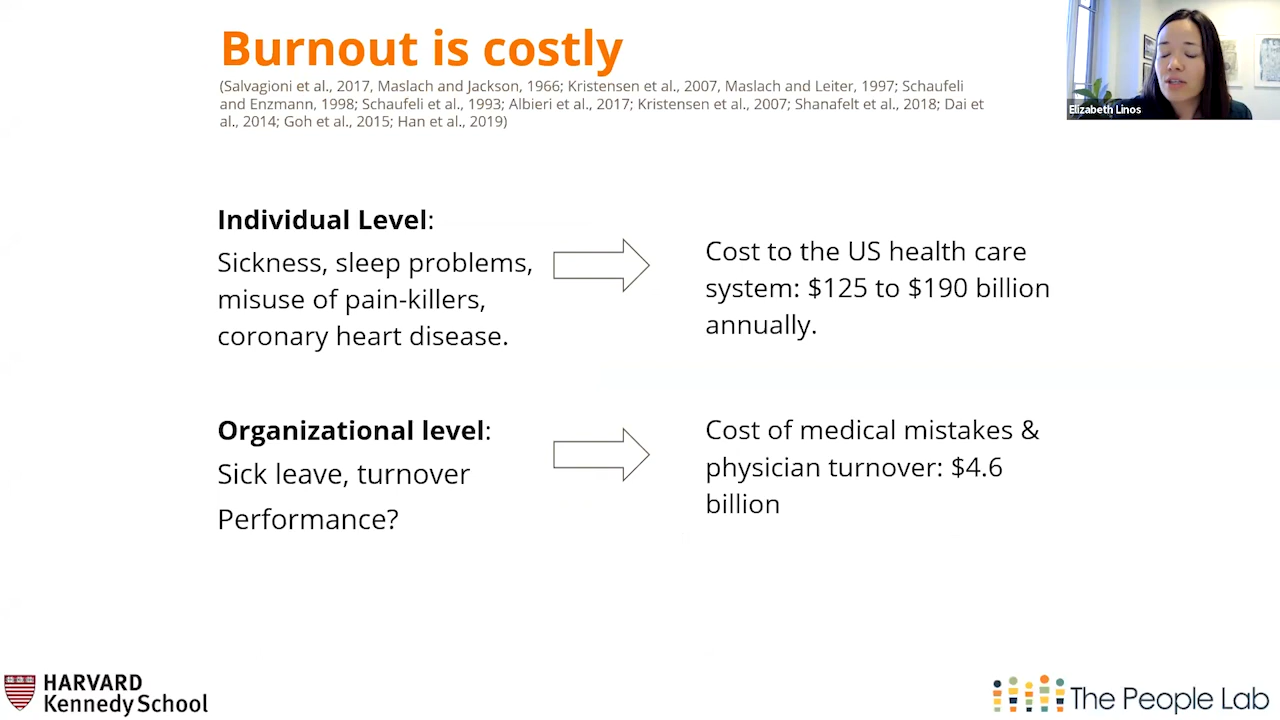 Burnout is costly
(Salvagioni et al., 2017, Maslach and Jackson, 1966; Kristensen et al., 2007, Maslach and Leiter, 1997; Schaufeli
and Enzmann, 1998; Schaufeli et al., 1993; Albieri et al., 2017; Kristensen et al., 2007; Shanafelt et al., 2018; Dai et
al., 2014; Goh et al., 2015; Han et al., 2019)
Elizabeth Linos
Individual Level:
Sickness, sleep problems,
misuse of pain-killers,
coronary heart disease.
Cost to the US health care
system: $125 to $190 billion
annually.
Organizational level:
Sick leave, turnover
Performance?
Cost of medical mistakes &
physician turnover: $4.6
billion
HARVARD
Kennedy School
The People Lab